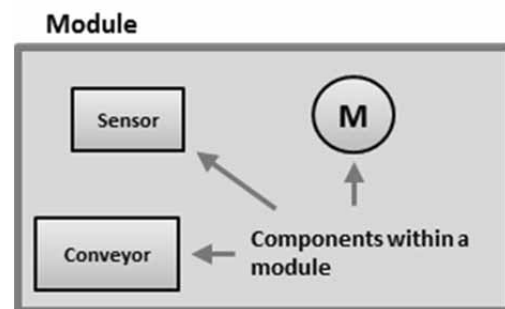 Module
Sensor
M
Components within a
module
Conveyor